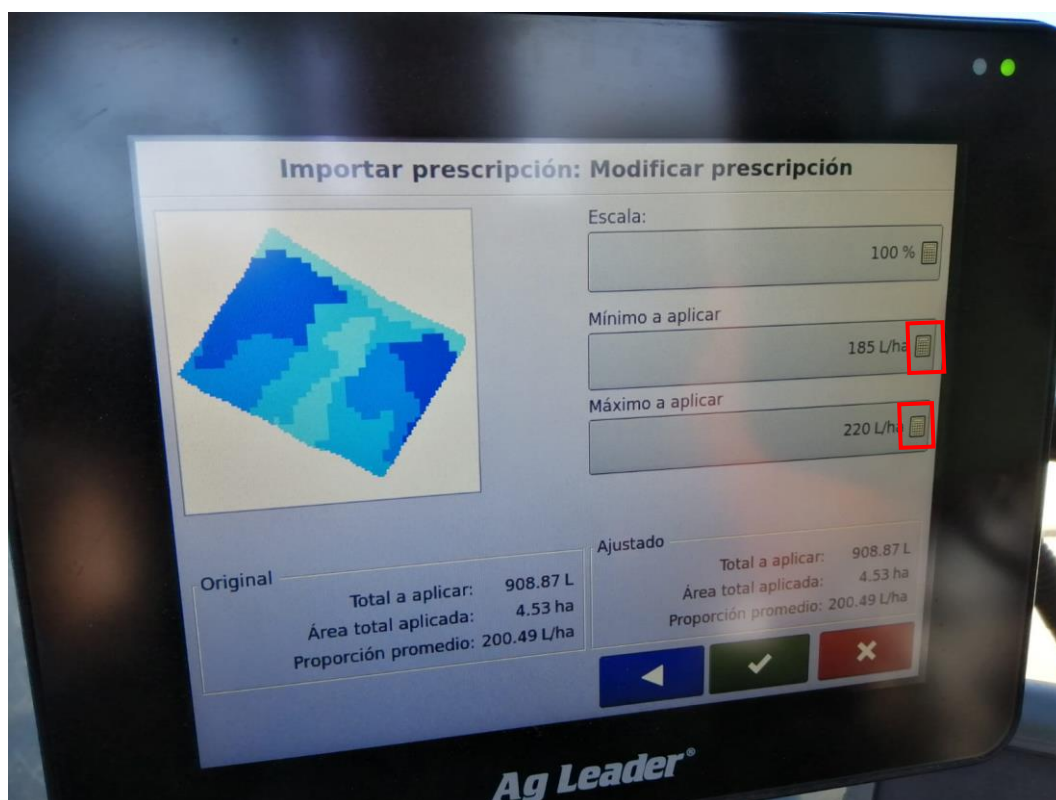 Importar prescripción: Modificar prescripción
Escala:
100 %
Mínimo a aplicar
185 L/ha
Máximo a aplicar
220 L/ha
Original
Total a aplicar: 908.87 L
Área total aplicada: 4.53 ha
Proporción promedio: 200.49 L/ha
Ajustado
Total a aplicar: 908.87 L
Área total aplicada: 4.53 ha
Proporción promedio: 200.49 L/ha
Ag Leader®